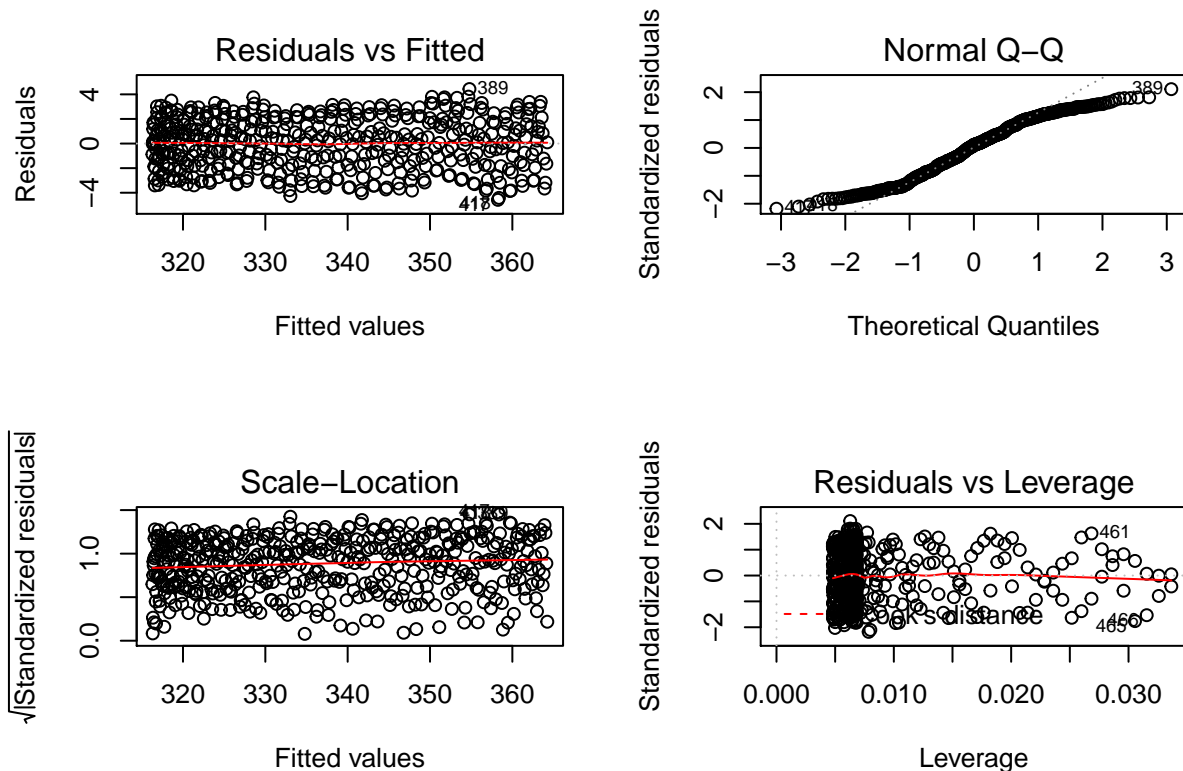 Residuals vs Fitted
Residuals
4
0
−4
389
418
320 330 340 350 360
Fitted values
Normal Q−Q
Standardized residuals
2
0
−2
389
−3 −2 −1 0 1 2 3
Theoretical Quantiles
Scale−Location
√|Standardized residuals|
1.0
0.0
320 330 340 350 360
Fitted values
Residuals vs Leverage
Standardized residuals
2
0
−2
461
distance
465
466
0.000 0.010 0.020 0.030
Leverage